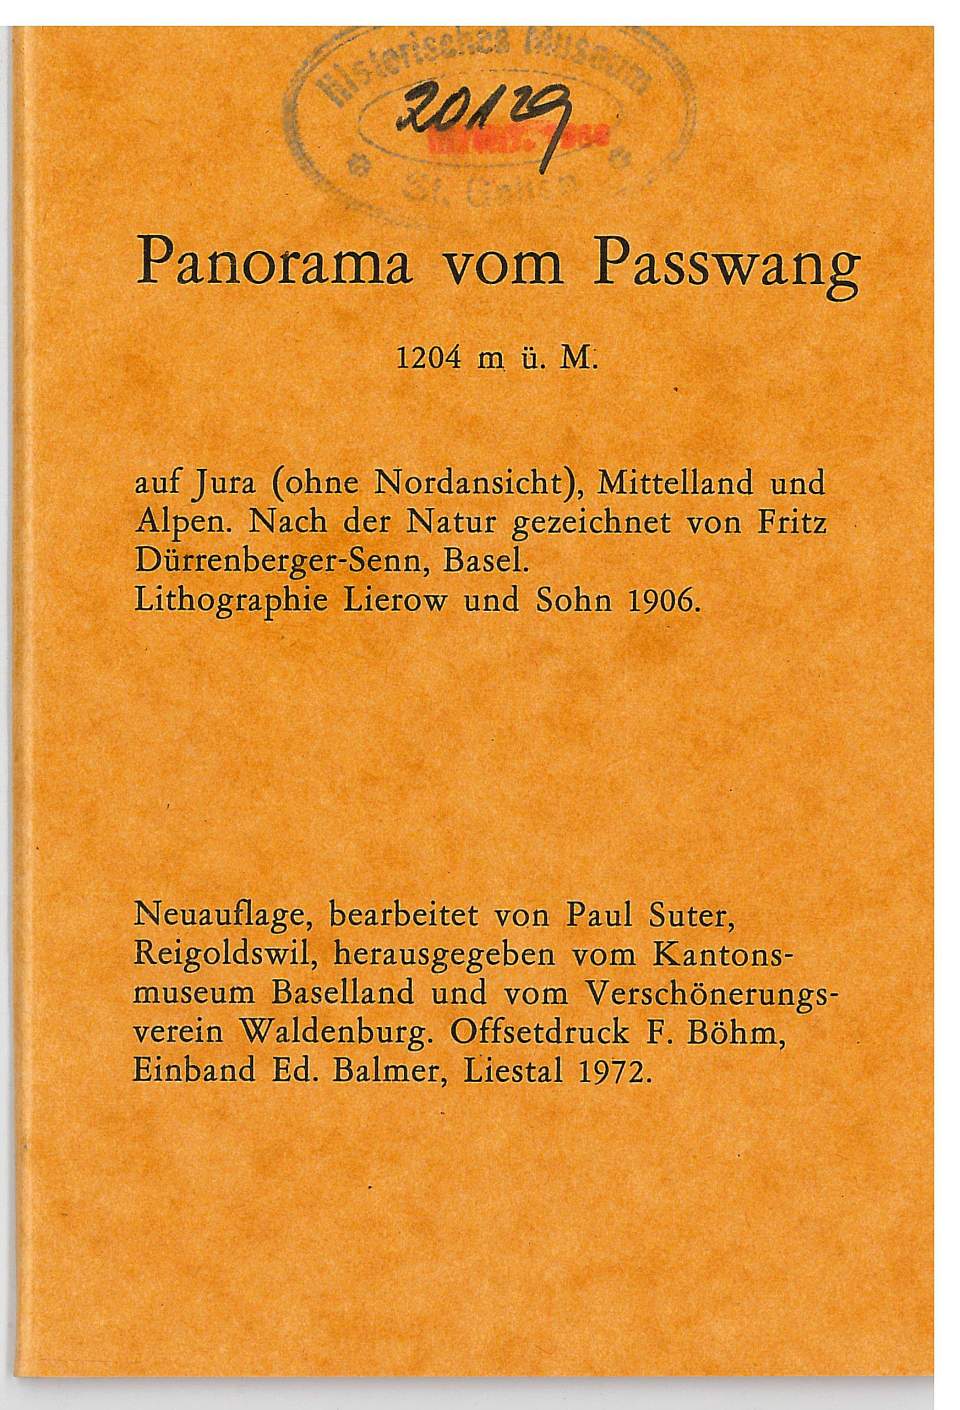 Historisches Museum
20129
St. Gallen
Panorama vom Passwang
1204 m ü. M.
auf Jura (ohne Nordansicht), Mittelland und
Alpen. Nach der Natur gezeichnet von Fritz
Dürrenberger-Senn, Basel.
Lithographie Lierow und Sohn 1906.
Neuauflage, bearbeitet von Paul Suter,
Reigoldswil, herausgegeben vom Kantons-
museum Baselland und vom Verschönerungs-
verein Waldenburg. Offsetdruck F. Böhm,
Einband Ed. Balmer, Liestal 1972.